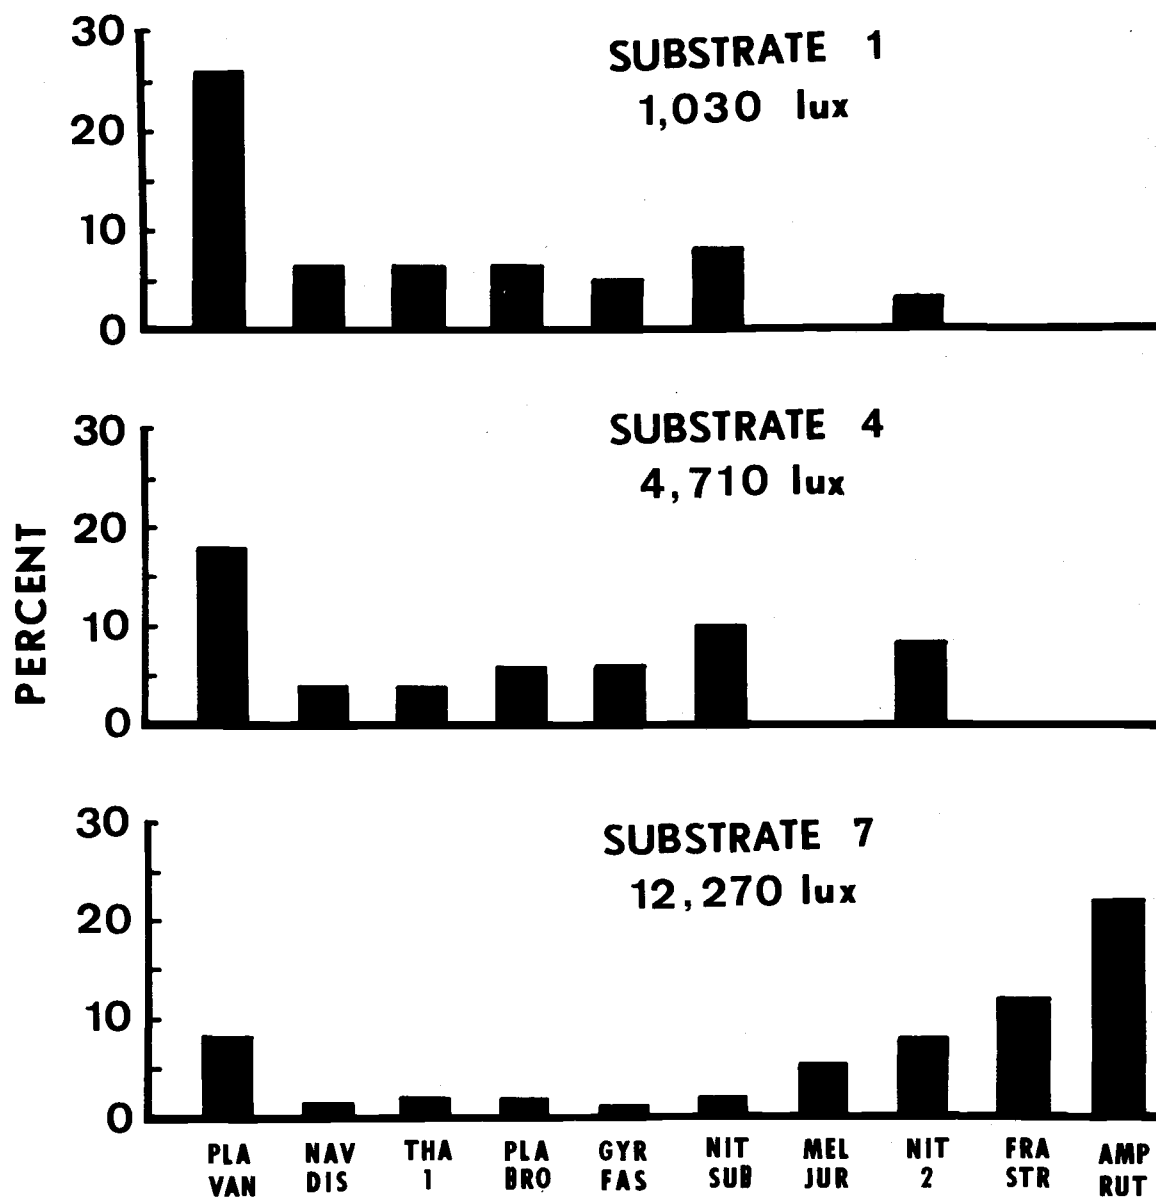 30
20
10
0
SUBSTRATE 1
1,030 lux
30
20
10
0
SUBSTRATE 4
4,710 lux
PERCENT
30
20
10
0
SUBSTRATE 7
12,270 lux
PLA NAV THA PLA GYR NIT MEL NIT FRA AMP
VAN DIS 1 BRO FAS SUB JUR 2 STR RUT